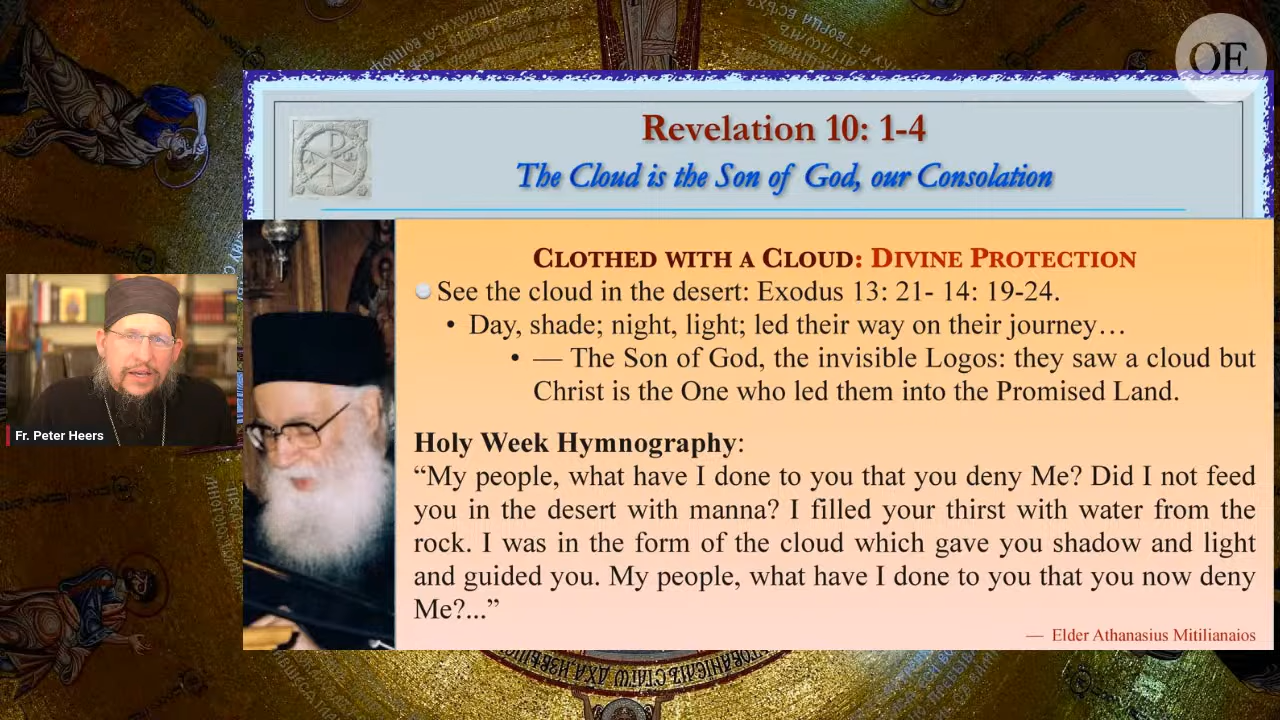 OE
Revelation 10: 1-4
The Cloud is the Son of God, our Consolation
CLOTHED WITH A CLOUD: DIVINE PROTECTION
See the cloud in the desert: Exodus 13: 21- 14: 19-24.
• Day, shade; night, light; led their way on their journey…
• — The Son of God, the invisible Logos: they saw a cloud but
Christ is the One who led them into the Promised Land.
Fr. Peter Heers
Holy Week Hymnography:
“My people, what have I done to you that you deny Me? Did I not feed
you in the desert with manna? I filled your thirst with water from the
rock. I was in the form of the cloud which gave you shadow and light
and guided you. My people, what have I done to you that you now deny
Me?...”
— Elder Athanasius Mitilianaios